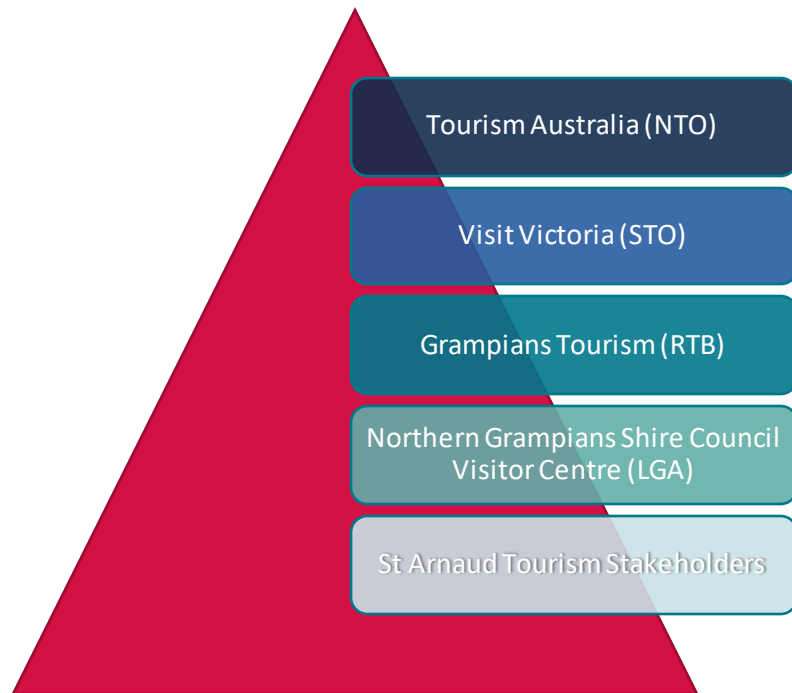 Tourism Australia (NTO)
Visit Victoria (STO)
Grampians Tourism (RTB)
Northern Grampians Shire Council
Visitor Centre (LGA)
St Arnaud Tourism Stakeholders